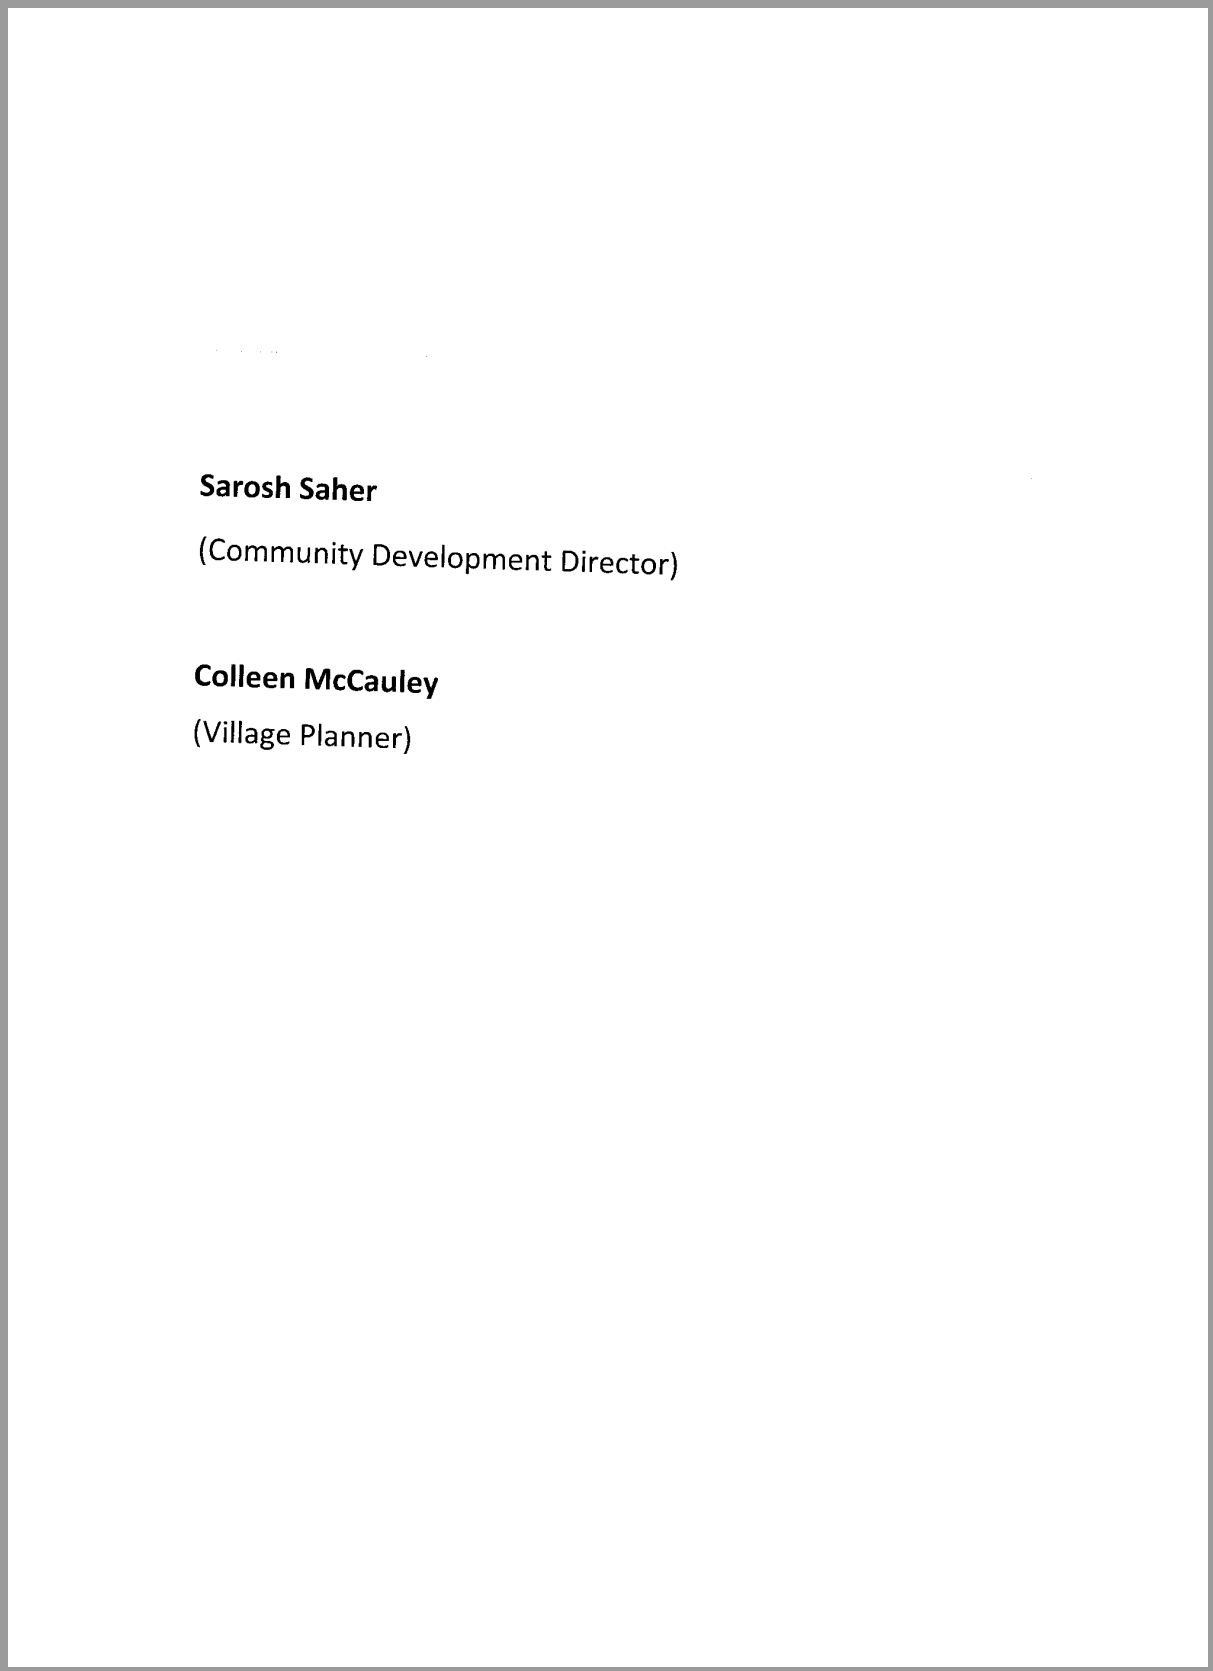 Sarosh Saher
(Community Development Director)
Colleen McCauley
(Village Planner)